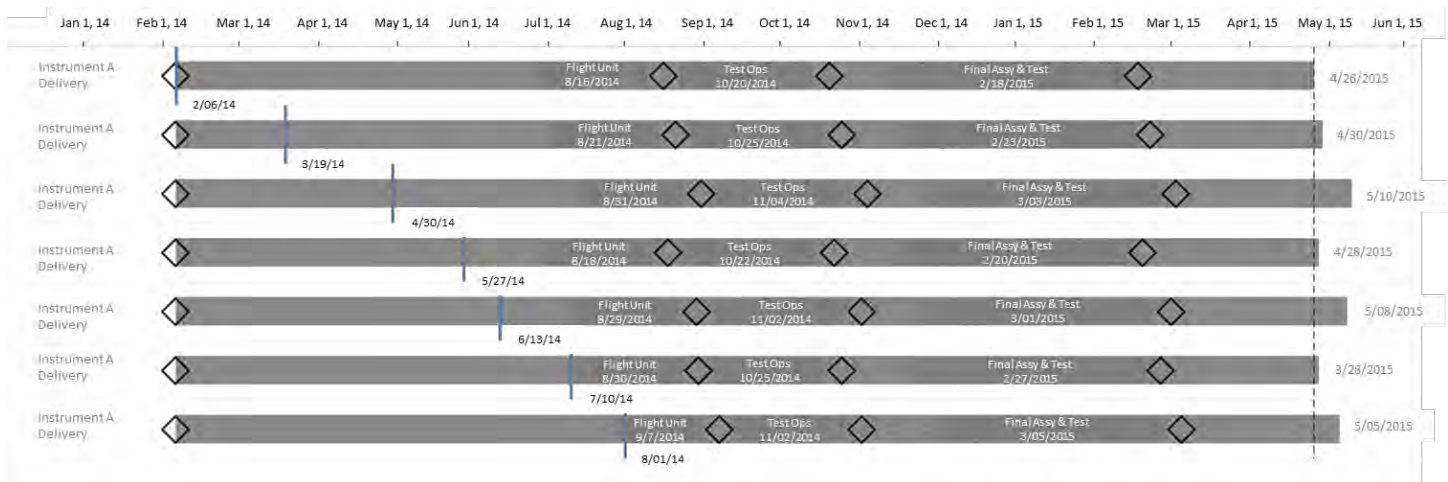 Jan 1, 14 Feb 1, 14 Mar 1, 14 Apr 1, 14 May 1, 14 Jun 1, 14 Jul 1, 14 Aug 1, 14 Sep 1, 14 Oct 1, 14 Nov 1, 14 Dec 1, 14 Jan 1, 15 Feb 1, 15 Mar 1, 15 Apr 1, 15 May 1, 15 Jun 1, 15
Instrument A Flight Unit Test Ops Final Assy & Test
Delivery 8/16/2014 10/20/2014 2/18/2015 4/26/2015
2/06/14
Instrument A Flight Unit Test Ops Final Assy & Test
Delivery 8/21/2014 10/25/2014 2/23/2015 4/30/2015
3/19/14
Instrument A Flight Unit Test Ops Final Assy & Test
Delivery 8/31/2014 11/04/2014 3/03/2015 5/10/2015
4/30/14
Instrument A Flight Unit Test Ops Final Assy & Test
Delivery 8/18/2014 10/22/2014 2/20/2015 4/28/2015
5/27/14
Instrument A Flight Unit Test Ops Final Assy & Test
Delivery 8/29/2014 11/02/2014 3/01/2015 5/08/2015
6/13/14
Instrument A Flight Unit Test Ops Final Assy & Test
Delivery 8/30/2014 10/25/2014 2/27/2015 3/28/2015
7/10/14
Instrument A Flight Unit Test Ops Final Assy & Test
Delivery 9/7/2014 11/02/2014 3/05/2015 5/05/2015
8/01/14